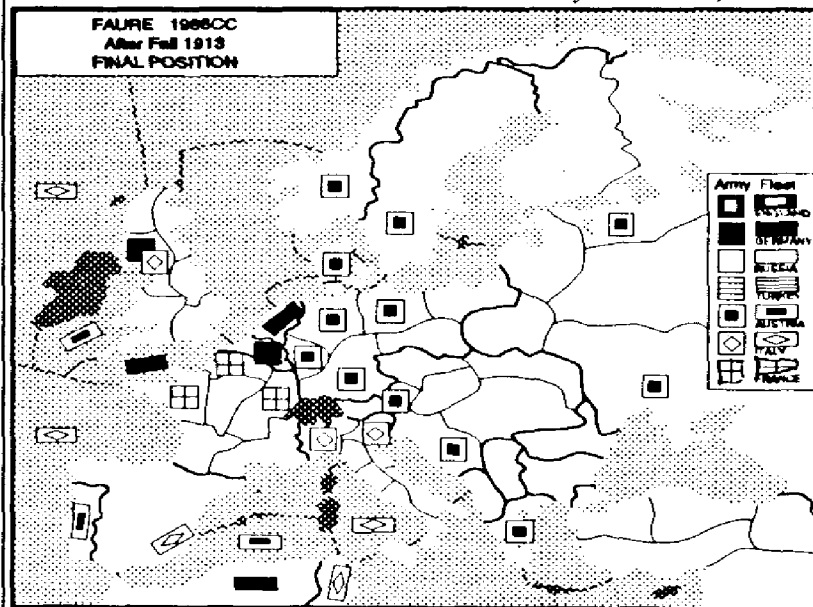 FAURE 1986CC
After Fall 1913
FINAL POSITION
Army Fleet
ENGLAND
GERMANY
RUSSIA
TURKEY
AUSTRIA
ITALY
FRANCE